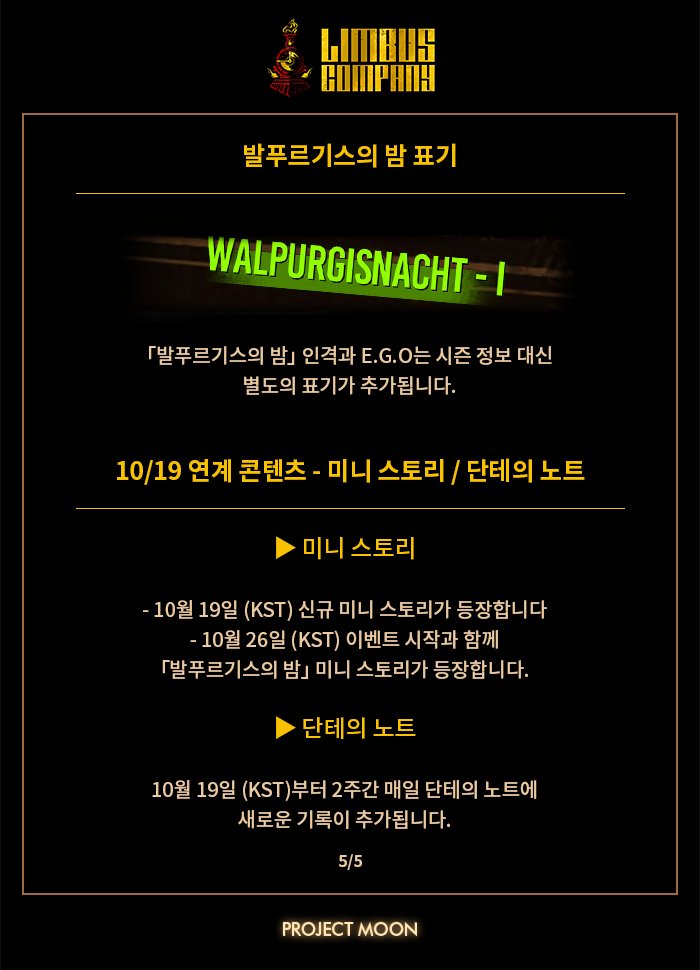 LIMBUS
COMPANY
발푸르기스의 밤 표기
WALPURGISNACHT - I
「발푸르기스의 밤」 인격과 E.G.O는 시즌 정보 대신
별도의 표기가 추가됩니다.
10/19 연계 콘텐츠 - 미니 스토리 / 단테의 노트
▶ 미니 스토리
- 10월 19일 (KST) 신규 미니 스토리가 등장합니다
- 10월 26일 (KST) 이벤트 시작과 함께
「발푸르기스의 밤」 미니 스토리가 등장합니다.
▶ 단테의 노트
10월 19일 (KST)부터 2주간 매일 단테의 노트에
새로운 기록이 추가됩니다.
5/5
PROJECT MOON